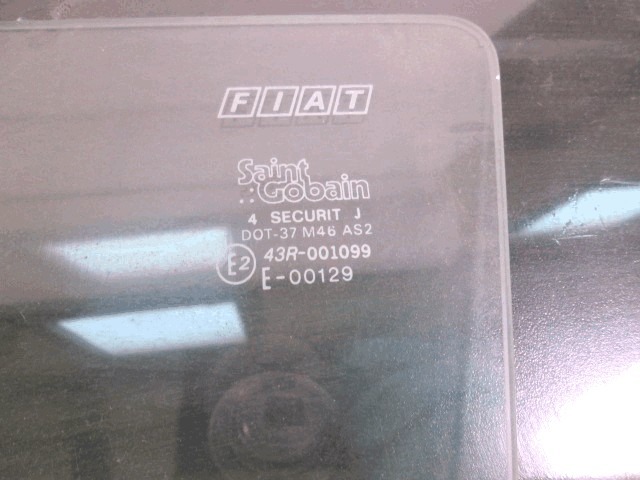 FIAT
Saint
Gobain
4 SECURIT J
DOT-37 M46 AS2
E2 43R-001099
E-00129